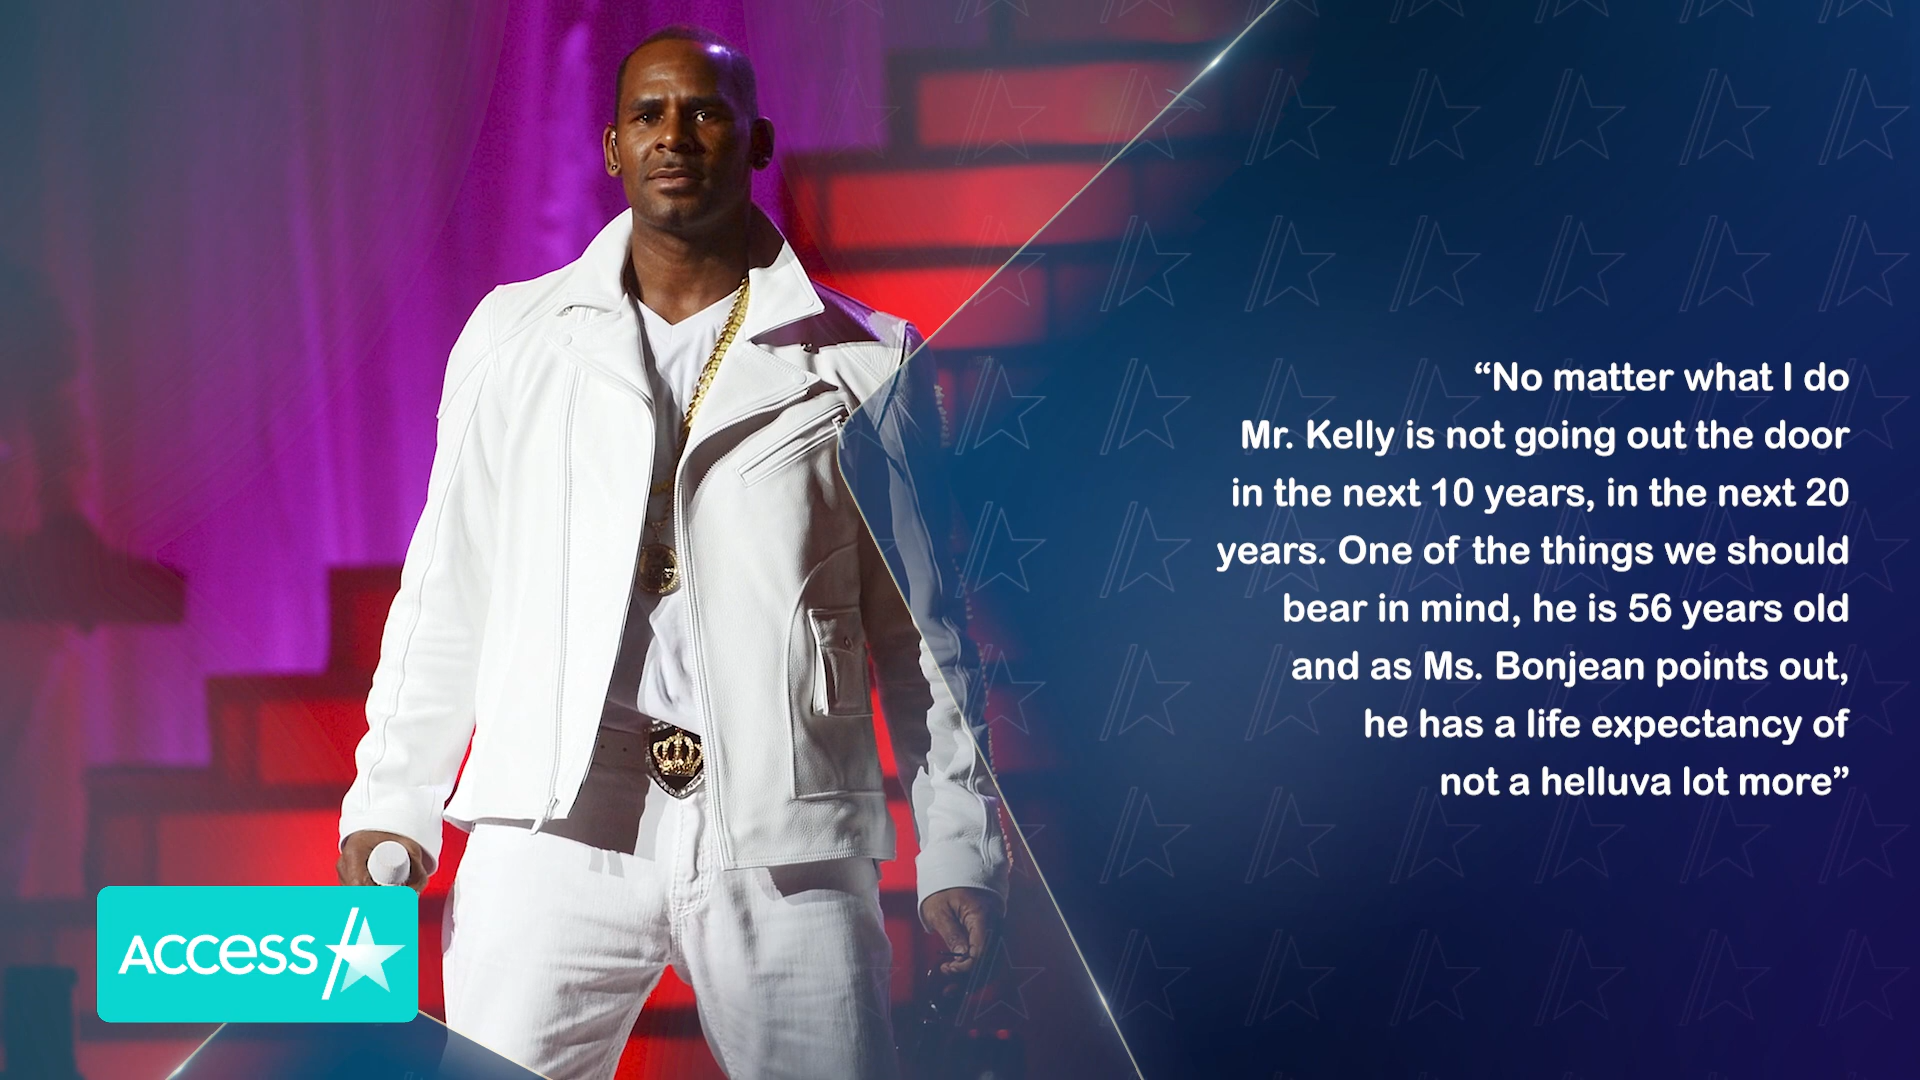 “No matter what I do
Mr. Kelly is not going out the door
in the next 10 years, in the next 20
years. One of the things we should
bear in mind, he is 56 years old
and as Ms. Bonjean points out,
he has a life expectancy of
not a helluva lot more”
ACCESS